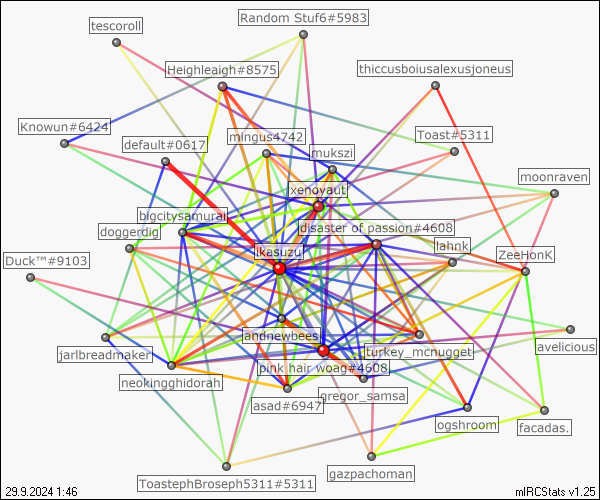 tescoroll
Random Stuf6#5983
Heighleaigh#8575
thiccusboiusalexusjoneus
Knowun#6424
default#0617
mingus4742
Toast#5311
mukszi
moonraven
xenoyaut
bigcitysamurai
doggerdig
disaster of passion#4608
lahnk
Duck™#9103
ikasuzu
ZeeHonK
andnewbees
avelicious
jarlbreadmaker
turkey_mcnugget
pink hair woag#4608
neokingghidorah
gregor_samsa
asad#6947
ogshroom
facadas.
ToastephBroseph5311#5311
gazpachoman
29.9.2024 1:46
mIRCStats v1.25